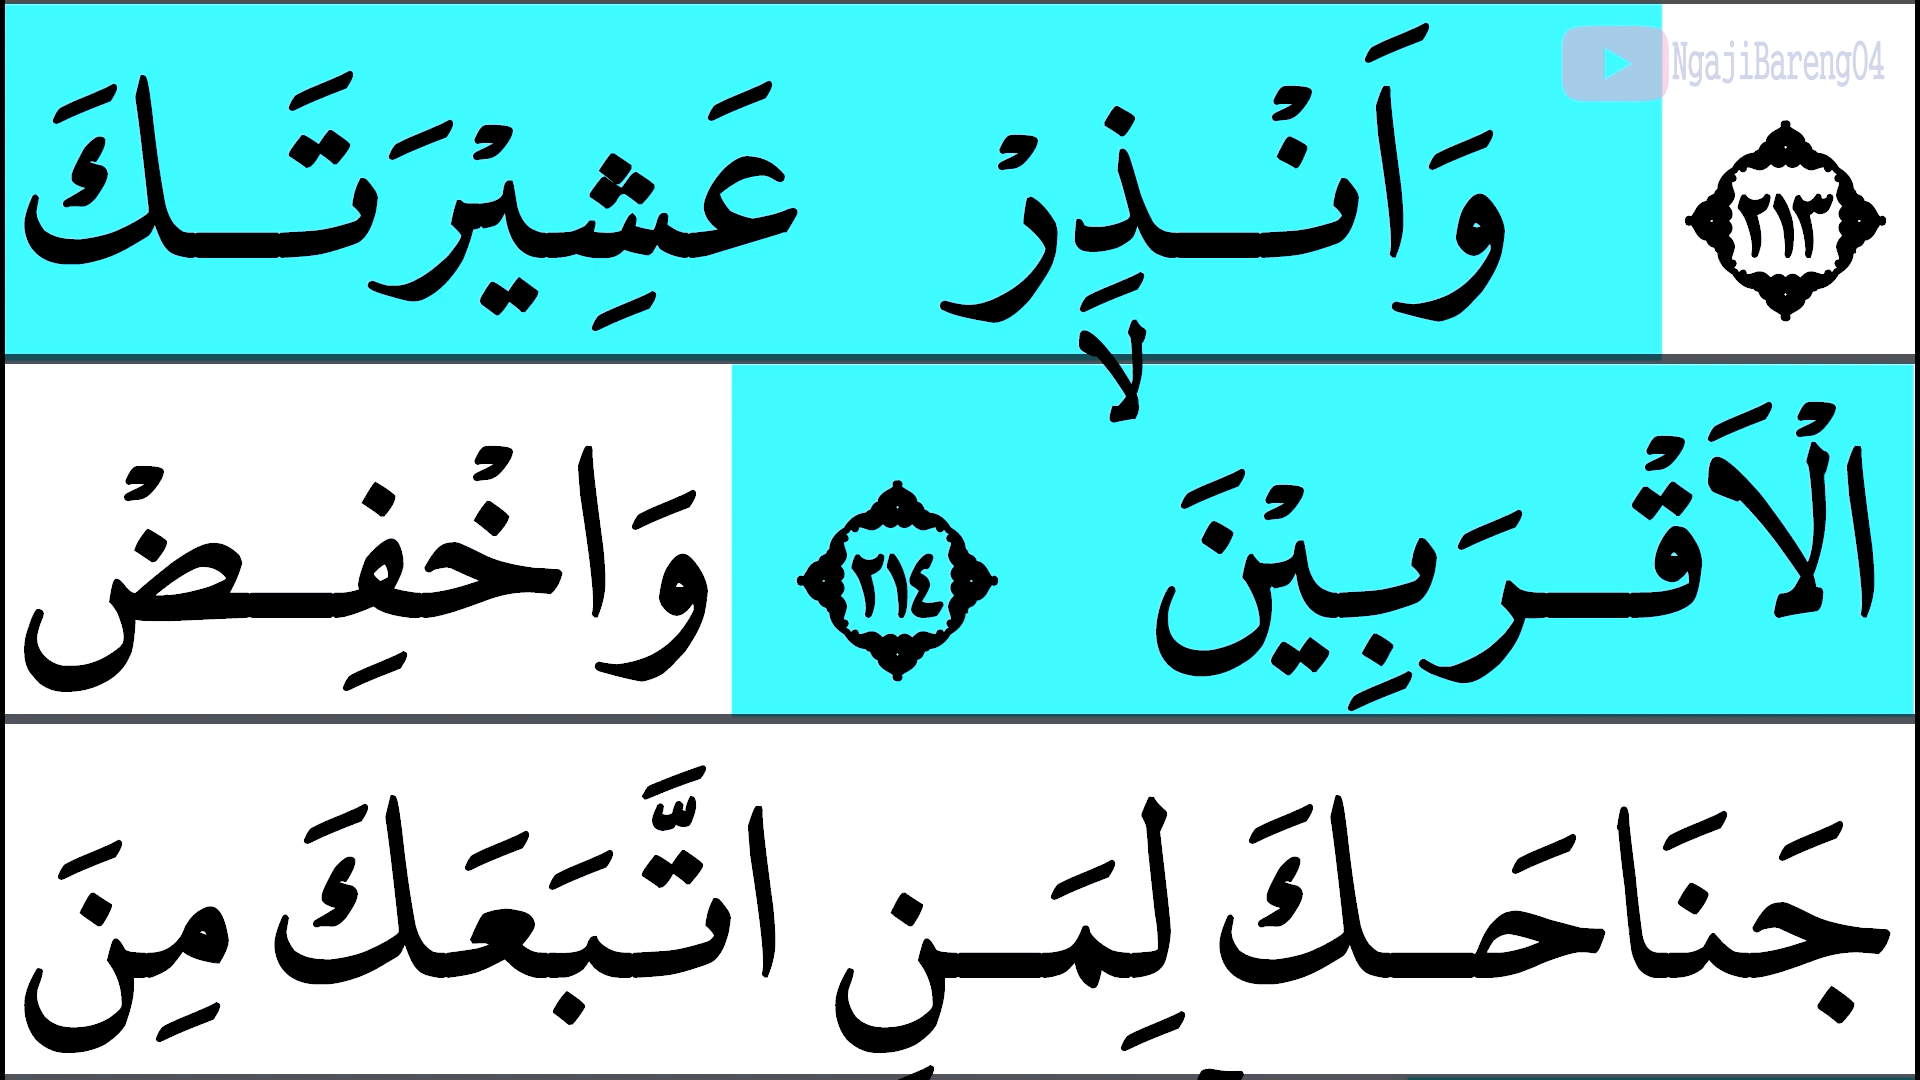 NgajiBareng04
٢١٣ وَاَنْذِرْ عَشِيْرَتَكَ
الْاَقْرَبِيْنَ ۙ ٢١٤ وَاخْفِضْ
جَنَاحَكَ لِمَنِ اتَّبَعَكَ مِنَ